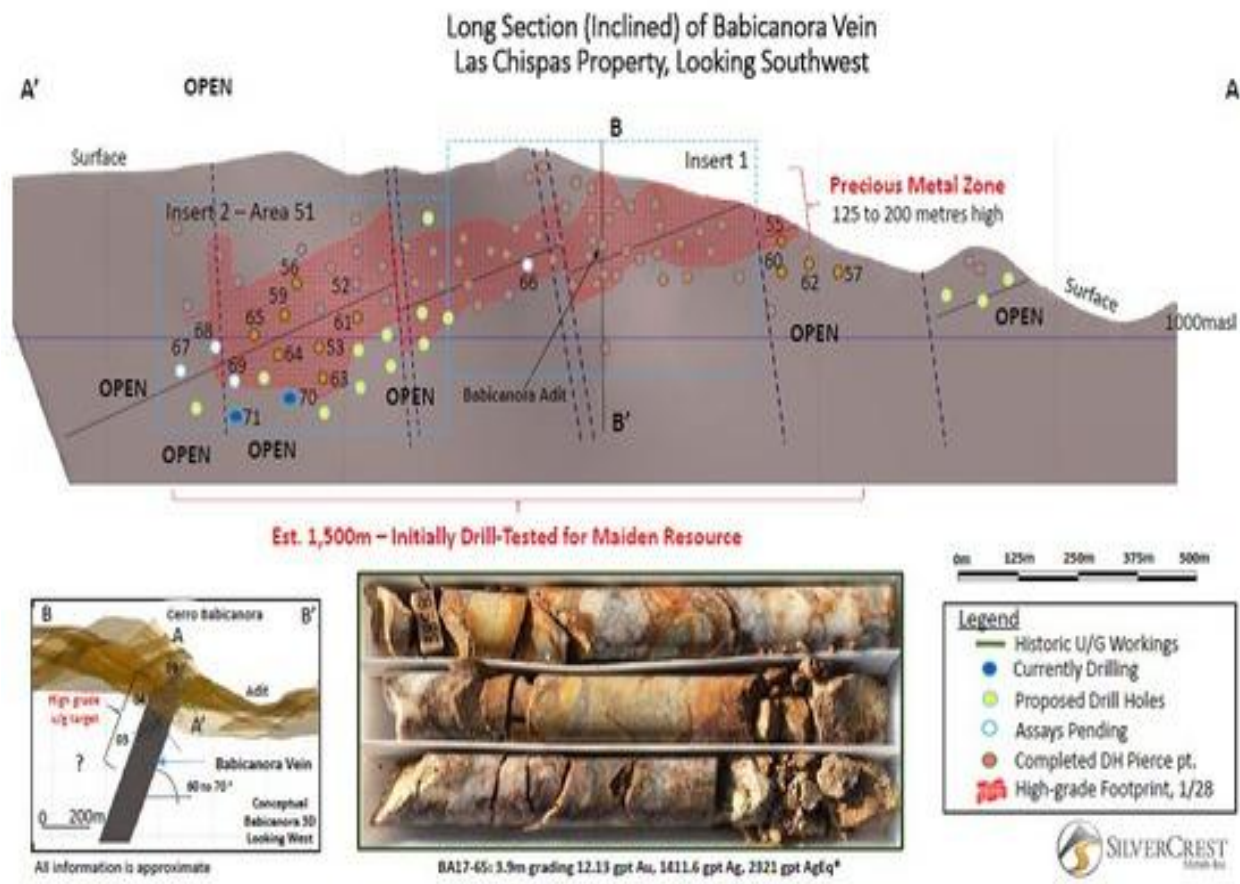 Long Section (Inclined) of Babicanora Vein
Las Chispas Property, Looking Southwest
A'
OPEN
A
B
Surface
Insert 1
Precious Metal Zone
125 to 200 metres high
Insert 2 – Area 51
55
56
52
60
62
57
59
66
65
61
Surface
68
OPEN
OPEN
1000masl
67
64
53
69
63
OPEN
OPEN
Babicanora Adit
70
71
B'
OPEN
OPEN
Est. 1,500m – Initially Drill-Tested for Maiden Resource
0m 125m 250m 375m 500m
B
Cerro Babicanora
B'
A
Adit
High grade
u/g target
A'
?
Babicanora Vein
60 to 70°
Conceptual
Babicanora 3D
Looking West
0 200m
All information is approximate
BA17-65: 3.9m grading 12.13 gpt Au, 1411.6 gpt Ag, 2321 gpt AgEq*
Legend
Historic U/G Workings
Currently Drilling
Proposed Drill Holes
Assays Pending
Completed DH Pierce pt.
High-grade Footprint, 1/28
SILVERCREST